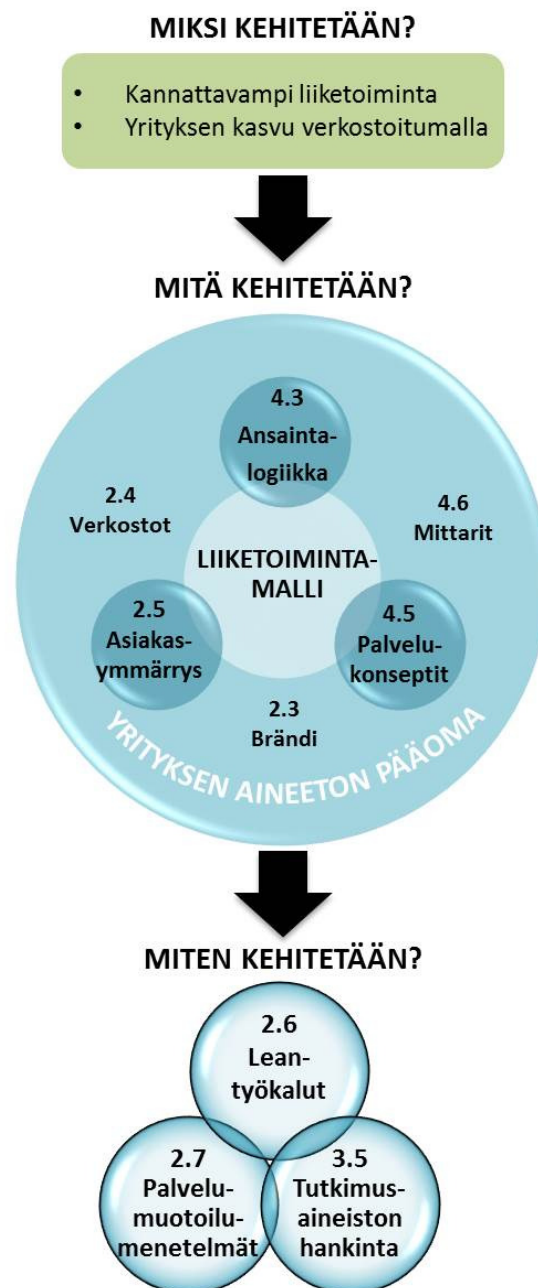 MIKSI KEHITETÄÄN?
• Kannattavampi liiketoiminta
• Yrityksen kasvu verkostoitumalla
MITÄ KEHITETÄÄN?
4.3
Ansainta-
logiikka
2.4
Verkostot
4.6
Mittarit
LIIKETOIMINTA-
MALLI
2.5
Asiakas-
ymmärrys
4.5
Palvelu-
konseptit
2.3
Brändi
YRITYKSEN AINEETON PÄÄOMA
MITEN KEHITETÄÄN?
2.6
Lean-
työkalut
2.7
Palvelu-
muotoilu-
menetelmät
3.5
Tutkimus-
aineiston
hankinta